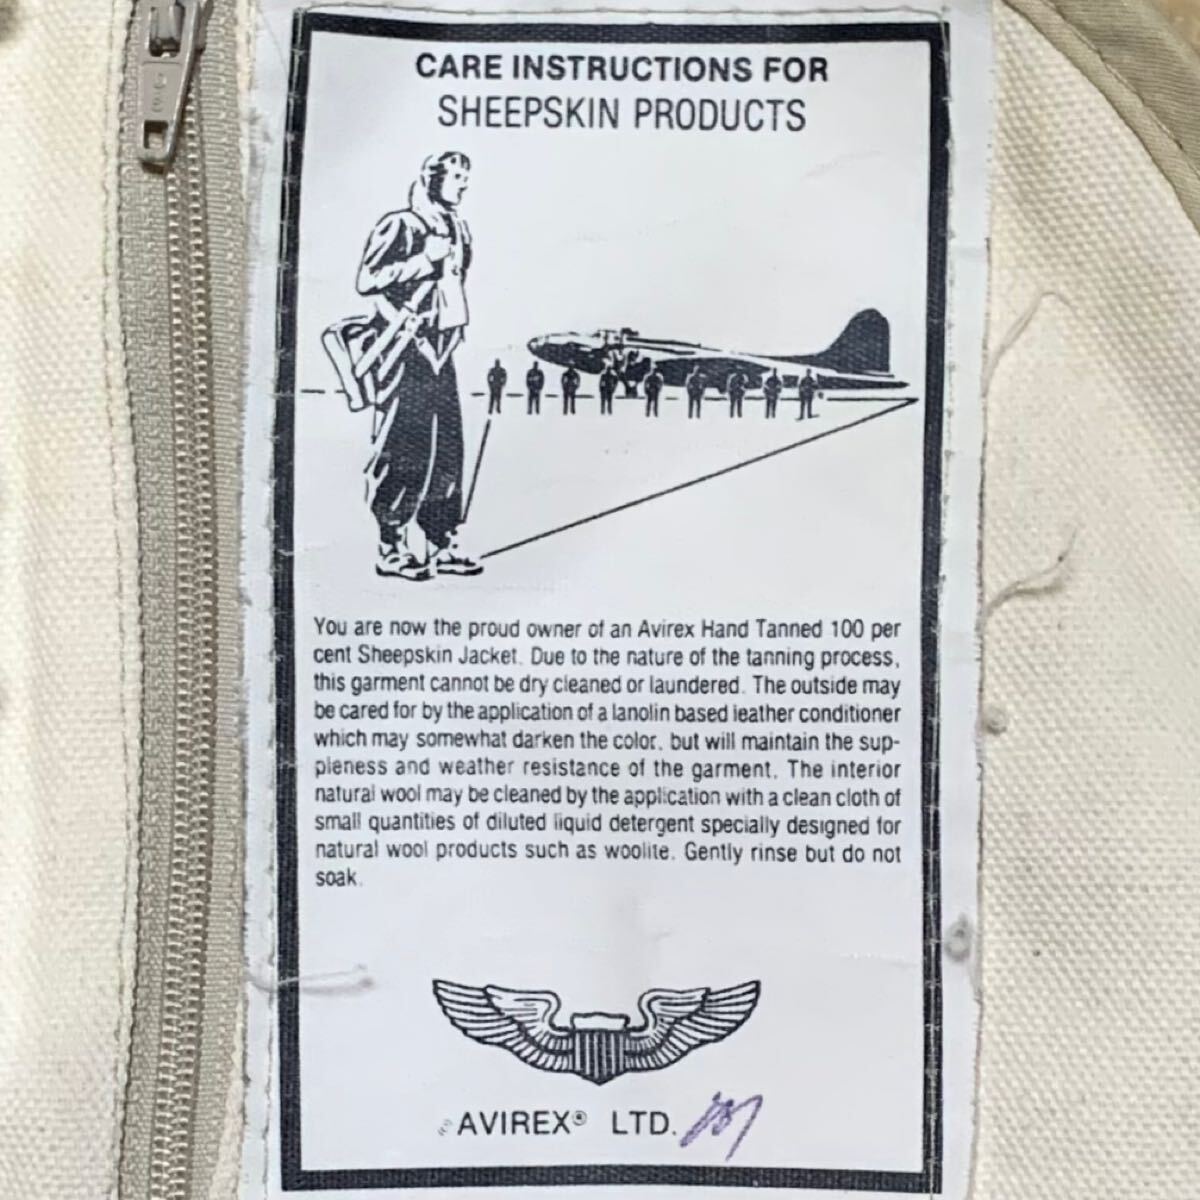 CARE INSTRUCTIONS FOR
SHEEPSKIN PRODUCTS
You are now the proud owner of an Avirex Hand Tanned 100 per
cent Sheepskin Jacket. Due to the nature of the tanning process,
this garment cannot be dry cleaned or laundered. The outside may
be cared for by the application of a lanolin based leather conditioner
which may somewhat darken the color, but will maintain the sup-
pleness and weather resistance of the garment. The interior
natural wool may be cleaned by the application with a clean cloth of
small quantities of diluted liquid detergent specially designed for
natural wool products such as woolite. Gently rinse but do not
soak.
AVIREX® LTD.